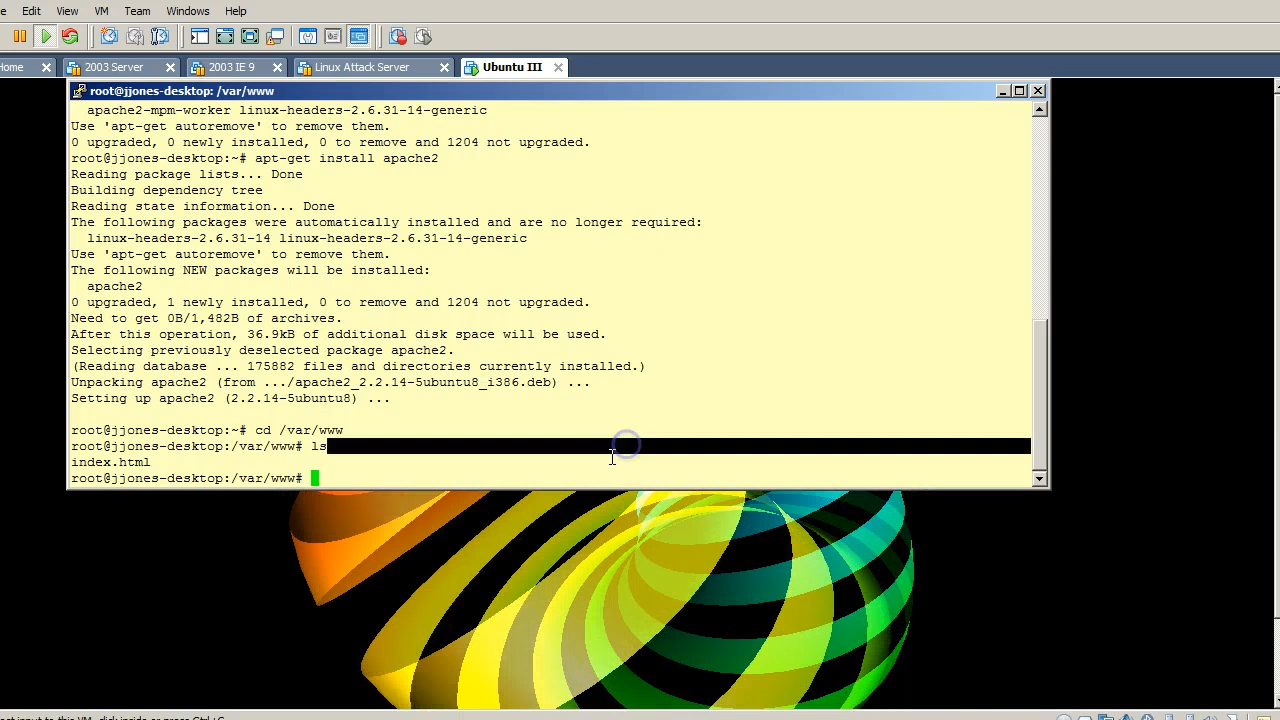 Edit View VM Team Windows Help
Home 2003 Server 2003 IE 9 Linux Attack Server Ubuntu III
root@jjones-desktop: /var/www
apache2-mpm-worker linux-headers-2.6.31-14-generic
Use 'apt-get autoremove' to remove them.
0 upgraded, 0 newly installed, 0 to remove and 1204 not upgraded.
root@jjones-desktop:~# apt-get install apache2
Reading package lists... Done
Building dependency tree
Reading state information... Done
The following packages were automatically installed and are no longer required:
linux-headers-2.6.31-14 linux-headers-2.6.31-14-generic
Use 'apt-get autoremove' to remove them.
The following NEW packages will be installed:
apache2
0 upgraded, 1 newly installed, 0 to remove and 1204 not upgraded.
Need to get 0B/1,482B of archives.
After this operation, 36.9kB of additional disk space will be used.
Selecting previously deselected package apache2.
(Reading database ... 175882 files and directories currently installed.)
Unpacking apache2 (from .../apache2_2.2.14-5ubuntu8_i386.deb) ...
Setting up apache2 (2.2.14-5ubuntu8) ...
root@jjones-desktop:~# cd /var/www
root@jjones-desktop:/var/www# ls
index.html
root@jjones-desktop:/var/www#